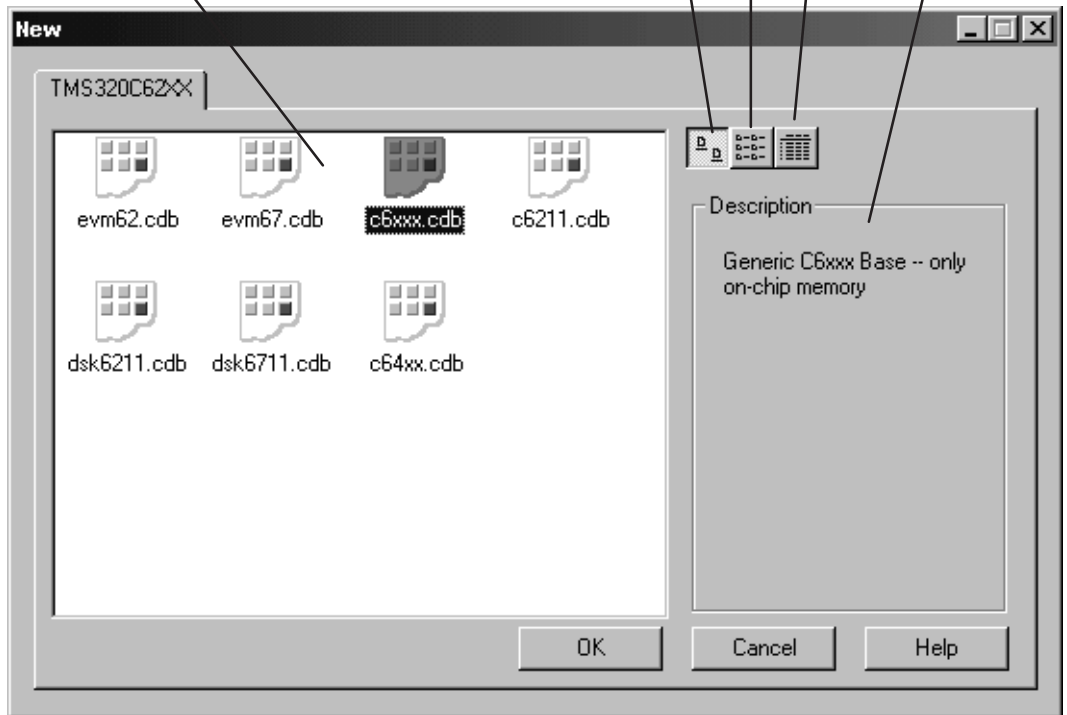 New
TMS320C62XX
evm62.cdb evm67.cdb c6xxx.cdb c6211.cdb
dsk6211.cdb dsk6711.cdb c64xx.cdb
Description
Generic C6xxx Base -- only
on-chip memory
OK Cancel Help